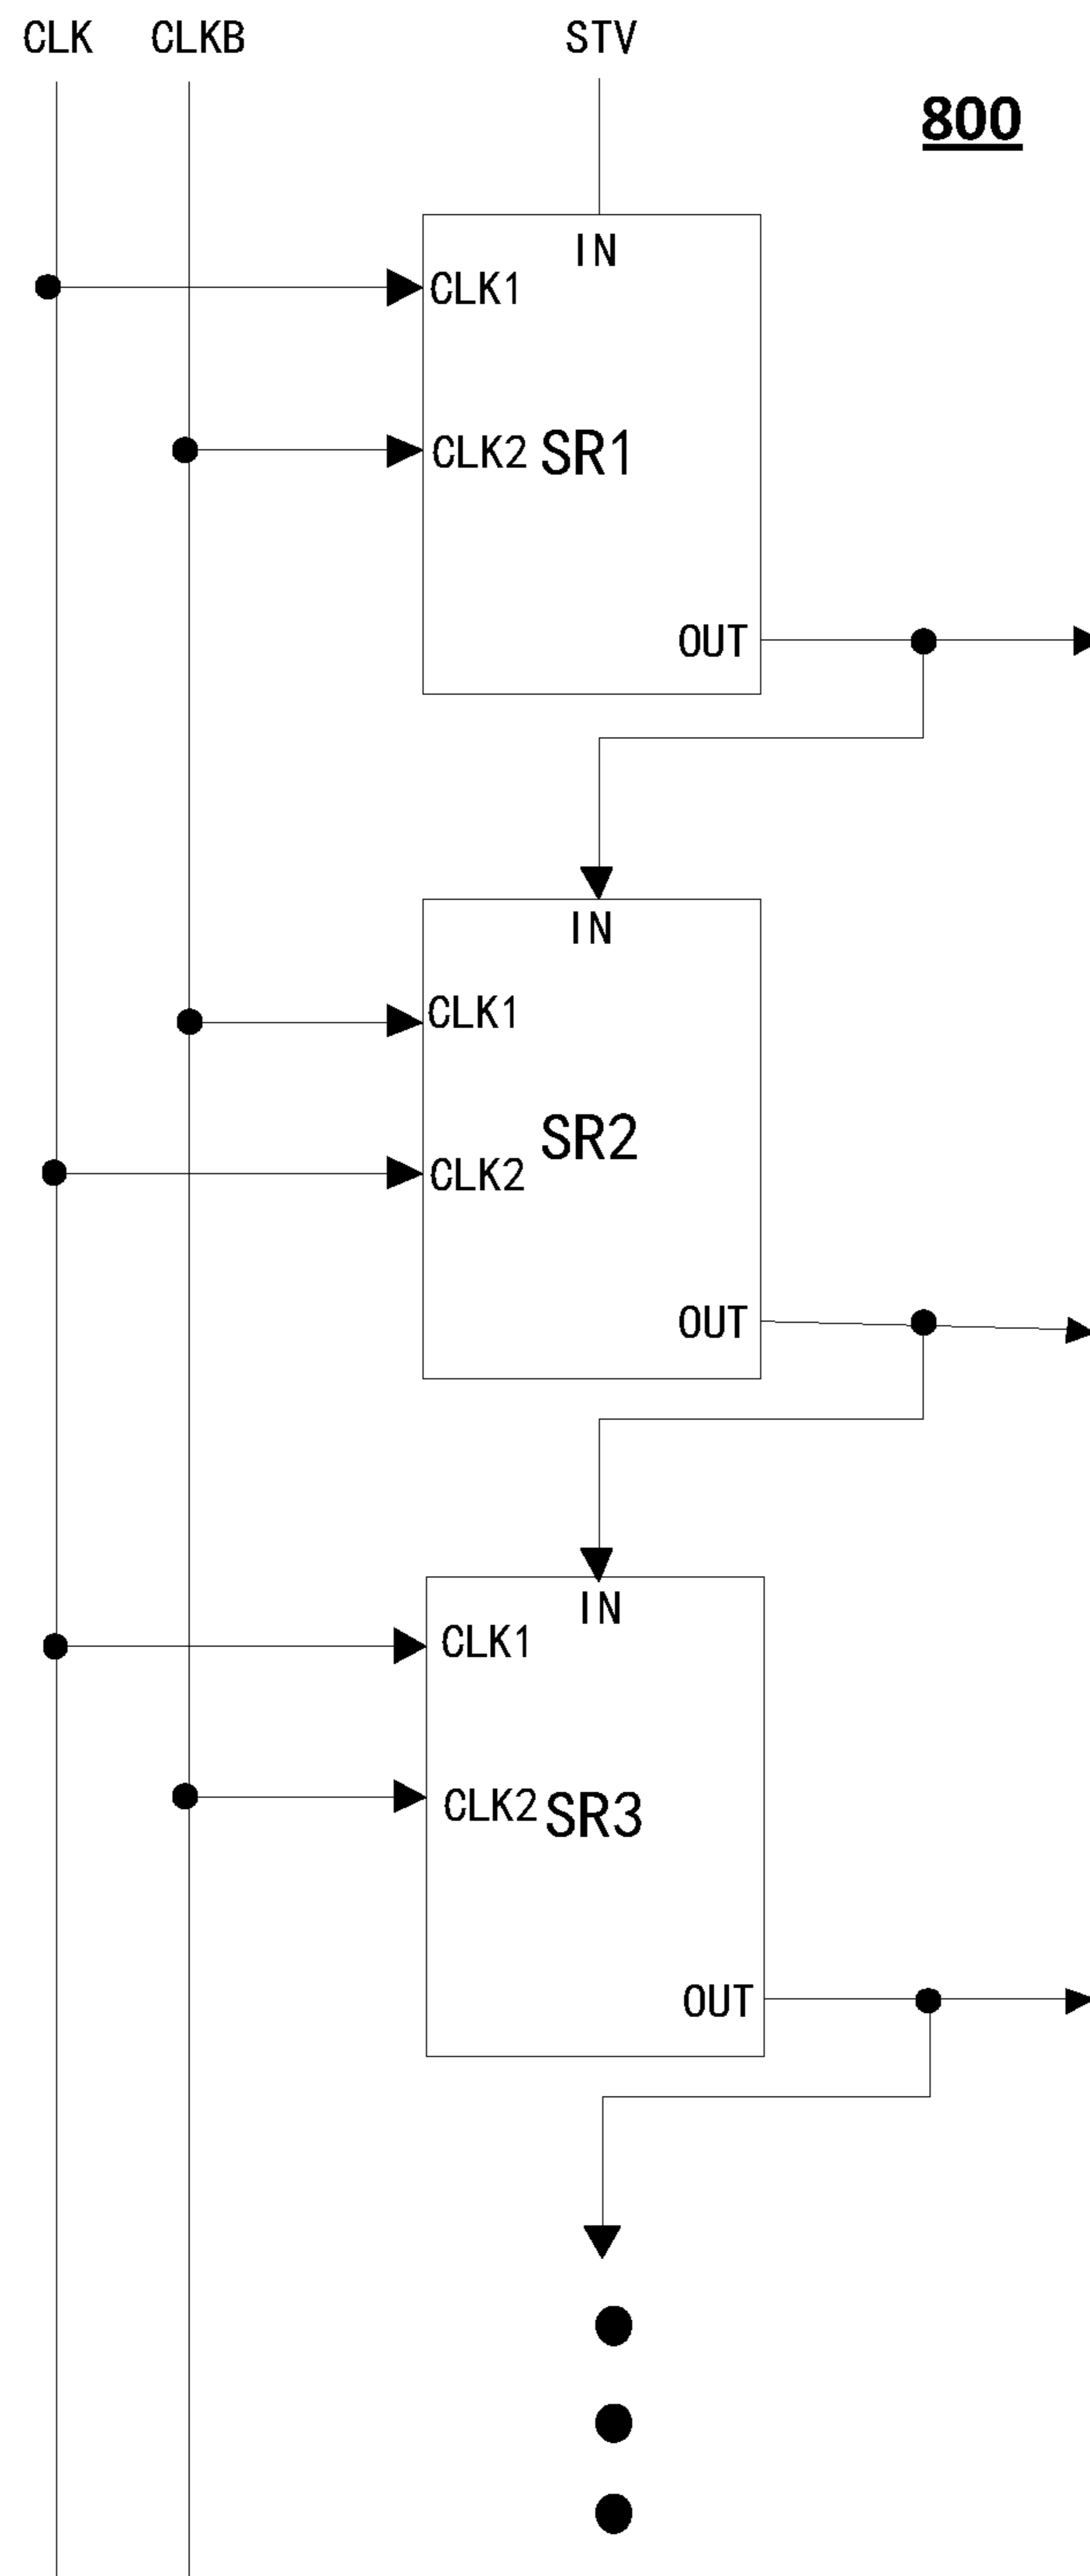 CLK CLKB STV
800
IN
CLK1
CLK2 SR1
OUT
IN
CLK1
SR2
CLK2
OUT
IN
CLK1
CLK2 SR3
OUT